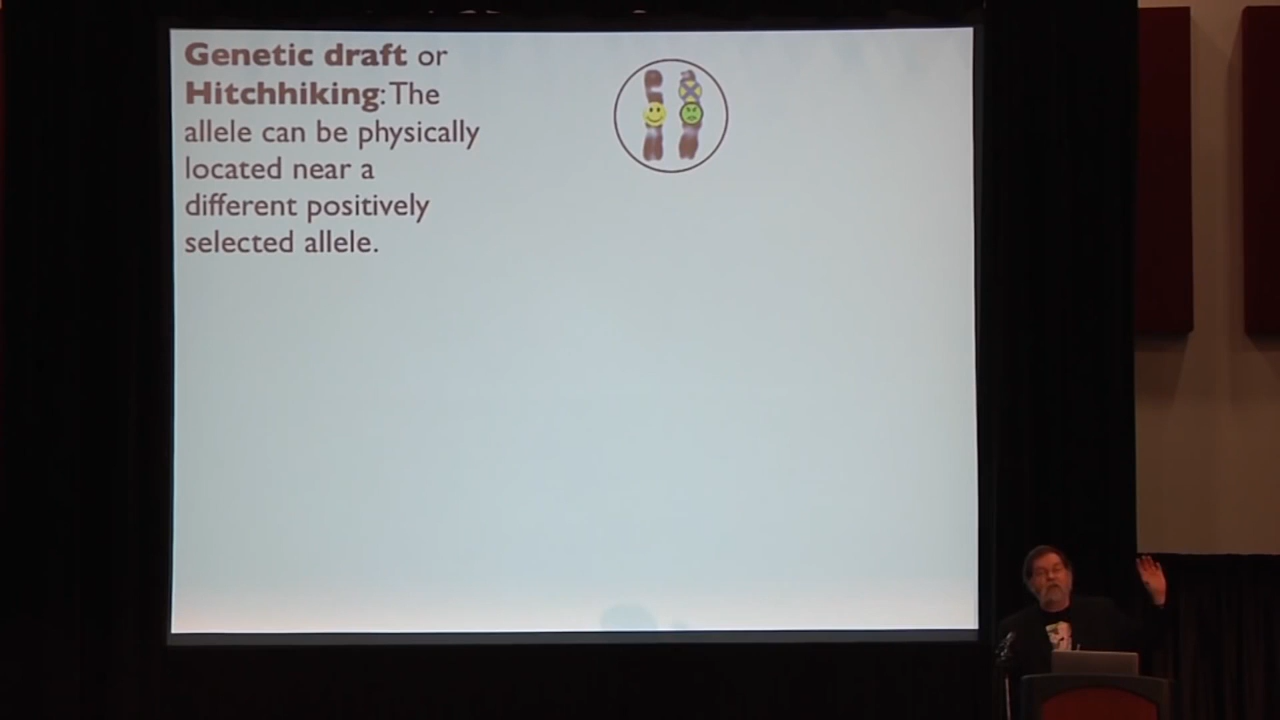 Genetic draft or
Hitchhiking: The
allele can be physically
located near a
different positively
selected allele.